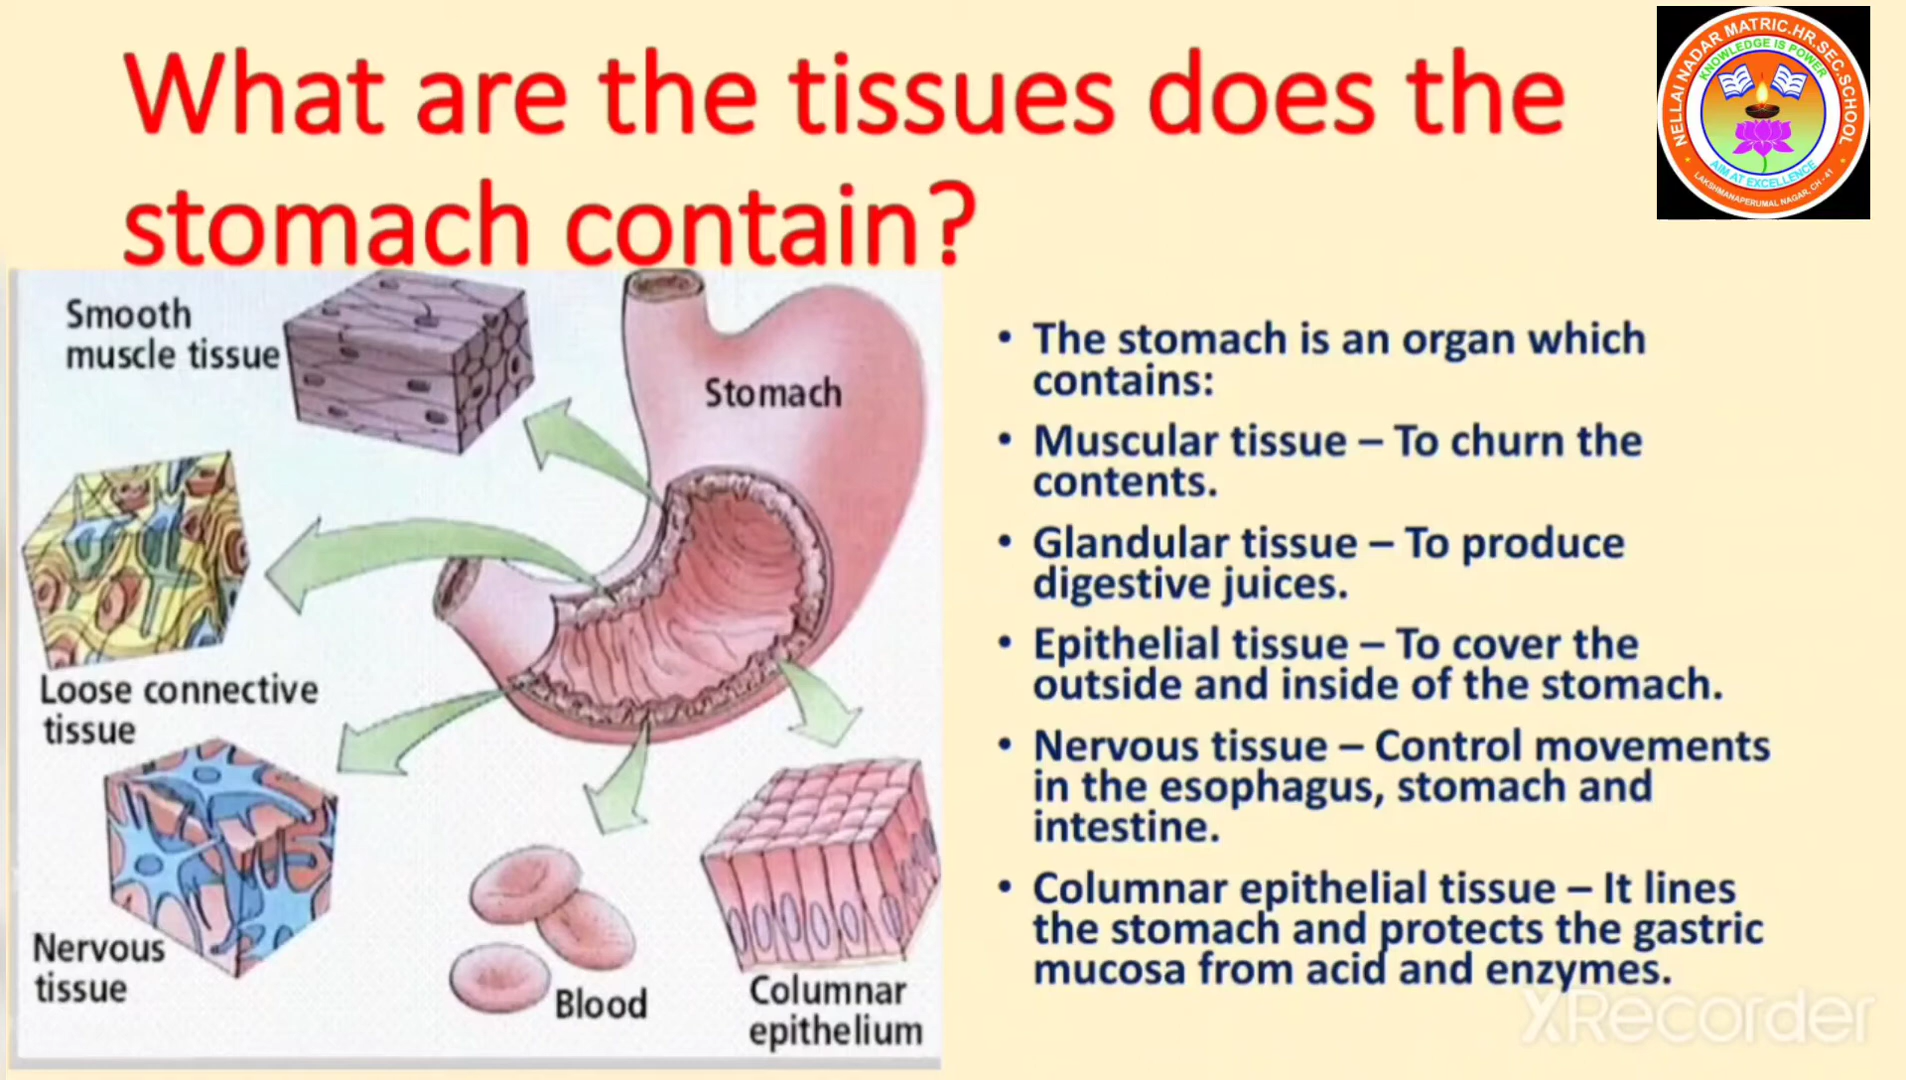 What are the tissues does the
stomach contain?
NELLAI NADAR MATRIC.HR.SEC.SCHOOL
KNOWLEDGE IS POWER
AIM AT EXCELLENCE
LAKSHMANAPERUMAL NAGAR, CH - 41
Smooth
muscle tissue
Stomach
Loose connective
tissue
Nervous
tissue
Blood
Columnar
epithelium
• The stomach is an organ which
contains:
• Muscular tissue – To churn the
contents.
• Glandular tissue – To produce
digestive juices.
• Epithelial tissue – To cover the
outside and inside of the stomach.
• Nervous tissue – Control movements
in the esophagus, stomach and
intestine.
• Columnar epithelial tissue – It lines
the stomach and protects the gastric
mucosa from acid and enzymes.
XRecorder